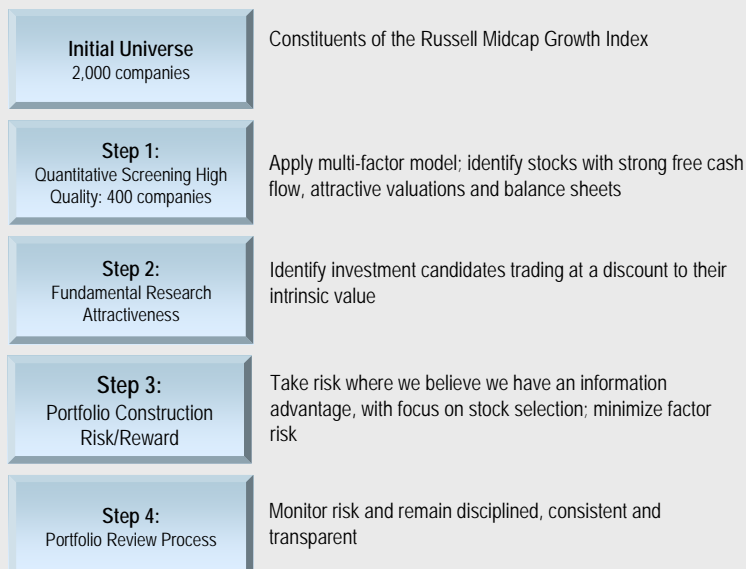 Initial Universe
2,000 companies
Constituents of the Russell Midcap Growth Index
Step 1:
Quantitative Screening High
Quality: 400 companies
Apply multi-factor model; identify stocks with strong free cash
flow, attractive valuations and balance sheets
Step 2:
Fundamental Research
Attractiveness
Identify investment candidates trading at a discount to their
intrinsic value
Step 3:
Portfolio Construction
Risk/Reward
Take risk where we believe we have an information
advantage, with focus on stock selection; minimize factor
risk
Step 4:
Portfolio Review Process
Monitor risk and remain disciplined, consistent and
transparent